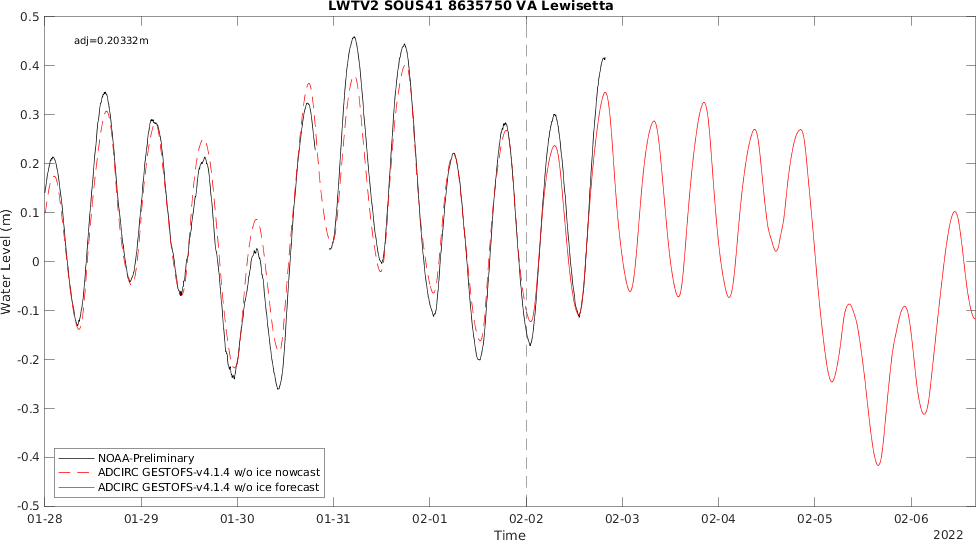 LWTV2 SOUS41 8635750 VA Lewisetta
adj=0.20332m
Water Level (m)
0.5
0.4
0.3
0.2
0.1
0
-0.1
-0.2
-0.3
-0.4
-0.5
NOAA-Preliminary
ADCIRC GESTOFS-v4.1.4 w/o ice nowcast
ADCIRC GESTOFS-v4.1.4 w/o ice forecast
01-28 01-29 01-30 01-31 02-01 02-02 02-03 02-04 02-05 02-06
Time
2022